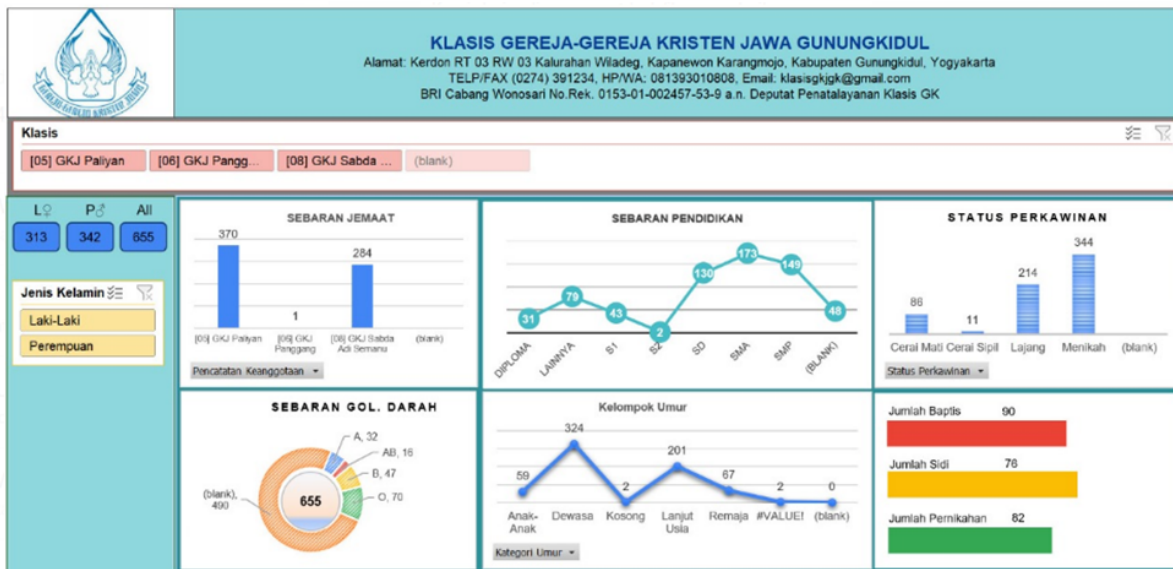 KLASIS GEREJA-GEREJA KRISTEN JAWA GUNUNGKIDUL
Alamat: Kerdon RT 03 RW 03 Kalurahan Wiladeg, Kapanewon Karangmojo, Kabupaten Gunungkidul, Yogyakarta
TELP/FAX (0274) 391234, HP/WA: 081393010808, Email: klasisgkjgk@gmail.com
BRI Cabang Wonosari No.Rek. 0153-01-002457-53-9 a.n. Deputat Penatalayanan Klasis GK
Klasis
[05] GKJ Paliyan [06] GKJ Pangg... [08] GKJ Sabda ... (blank)
L♀ P♂ All
313 342 655
Jenis Kelamin
Laki-Laki
Perempuan
SEBARAN JEMAAT
370
1
284
[05] GKJ Paliyan [06] GKJ Panggang [08] GKJ Sabda Adi Semanu (blank)
Pencatatan Keanggotaan
SEBARAN PENDIDIKAN
31 79 43 2 130 173 149 48
DIPLOMA LAINNYA S1 S2 SD SMA SMP (BLANK)
STATUS PERKAWINAN
86 11 214 344
Cerai Mati Cerai Sipil Lajang Menikah (blank)
Status Perkawinan
SEBARAN GOL. DARAH
A, 32
AB, 16
B, 47
O, 70
(blank), 490
655
Kelompok Umur
59 324 2 201 67 2 0
Anak-Anak Dewasa Kosong Lanjut Usia Remaja #VALUE! (blank)
Kategori Umur
Jumlah Baptis 90
Jumlah Sidi 76
Jumlah Pernikahan 82